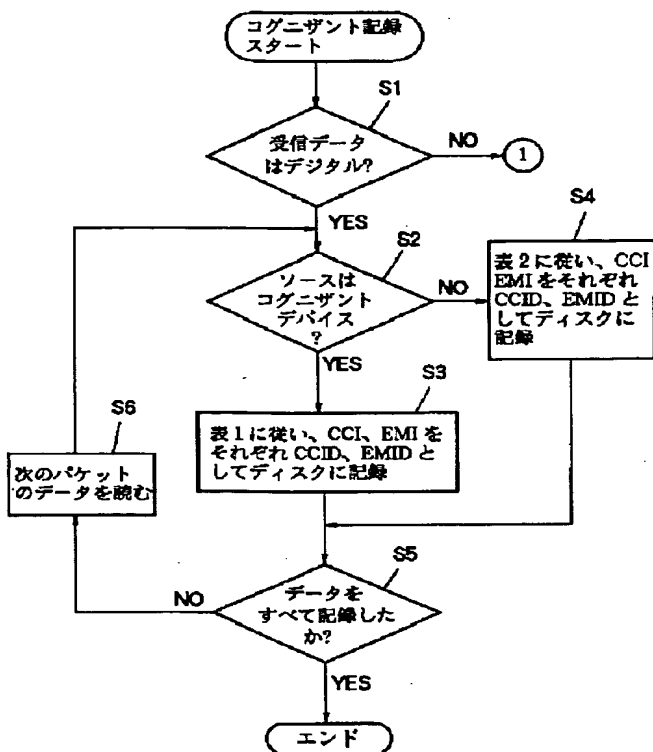 コグニザント記録
スタート
S1
受信データ
はデジタル?
NO
1
YES
S2
ソースは
コグニザント
デバイス
?
NO
S4
表2に従い、CCI
EMIをそれぞれ
CCID、EMIDと
してディスクに
記録
YES
S3
表1に従い、CCI、EMIを
それぞれCCID、EMIDと
してディスクに記録
S6
次のパケット
のデータを読む
S5
データを
すべて記録した
か?
NO
YES
エンド